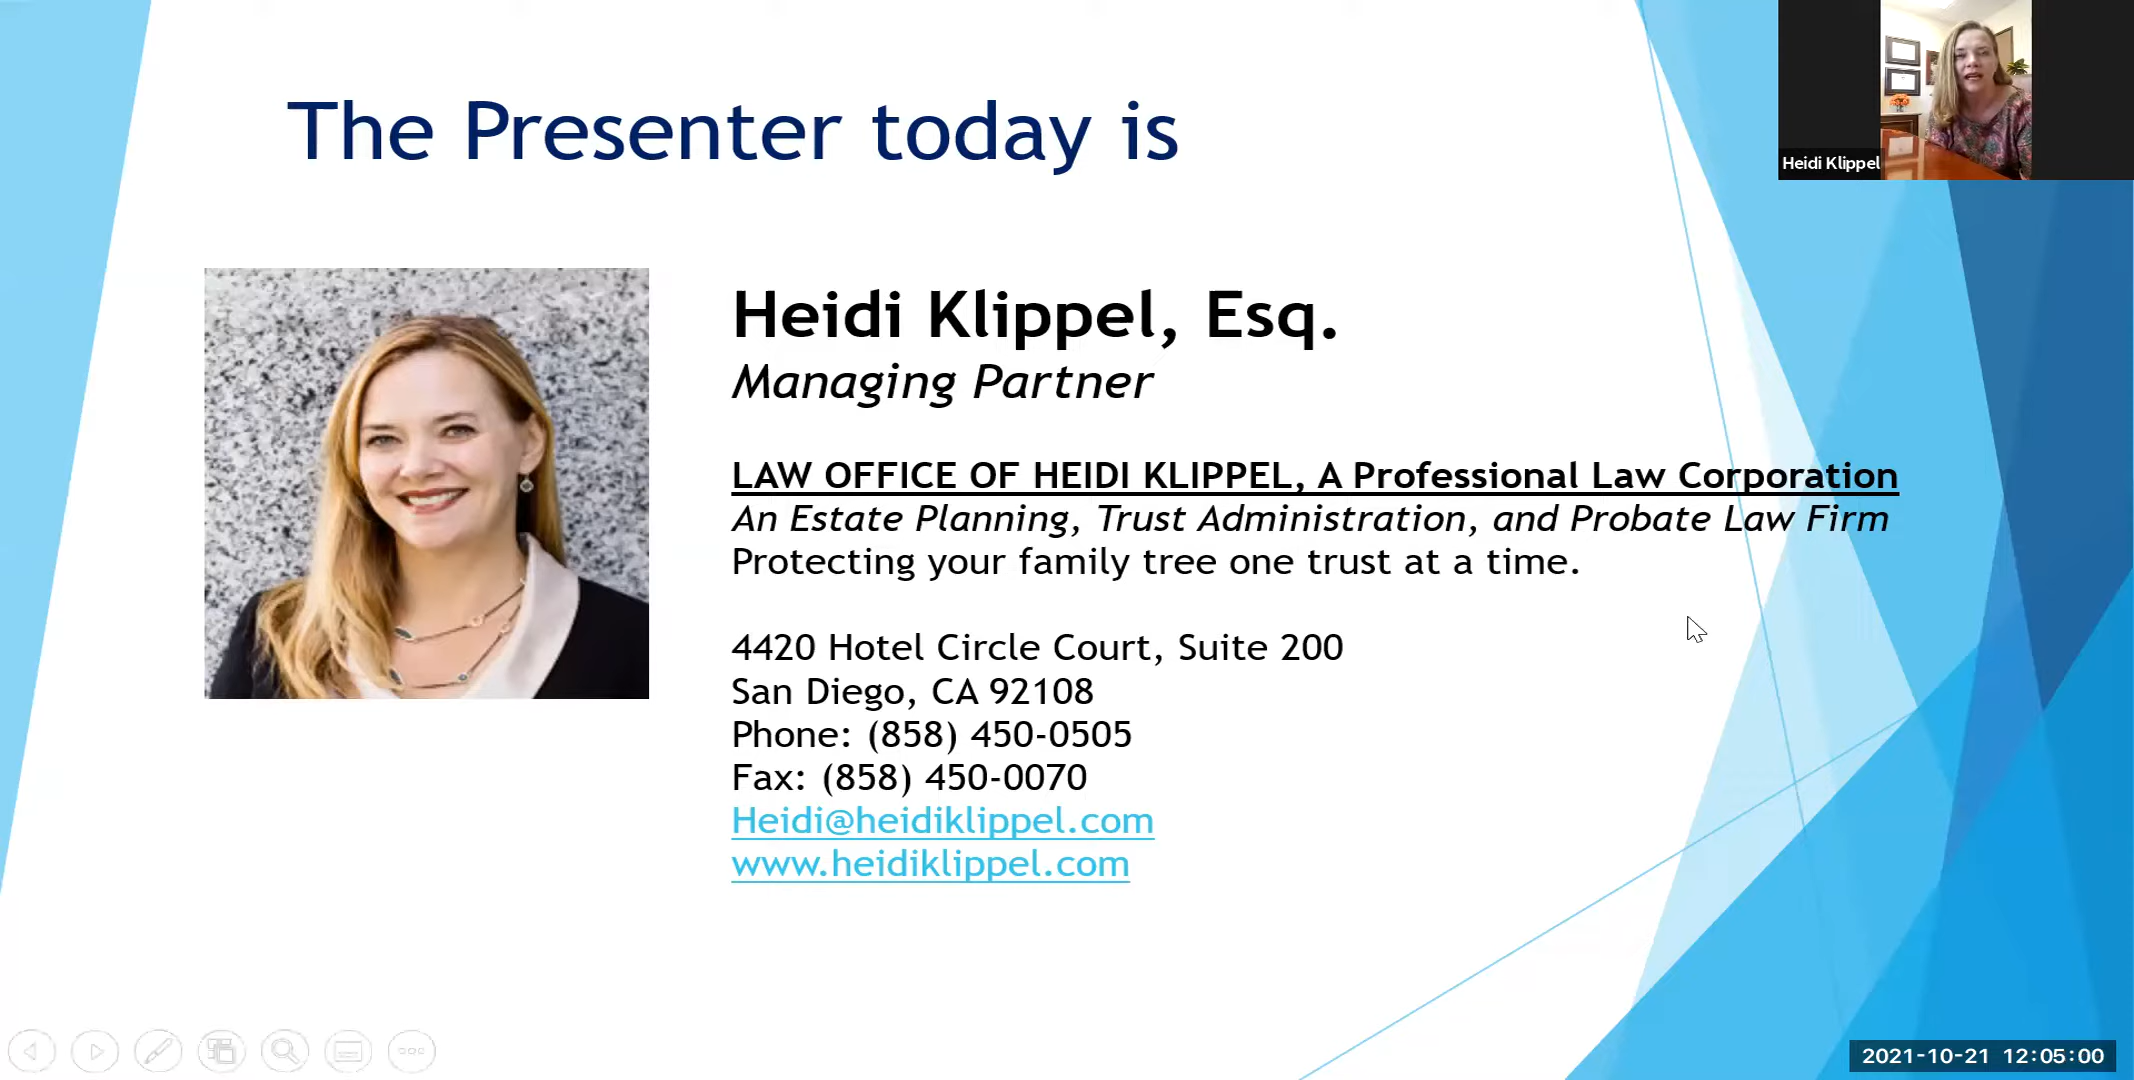 The Presenter today is
Heidi Klippel
Heidi Klippel, Esq.
Managing Partner
LAW OFFICE OF HEIDI KLIPPEL, A Professional Law Corporation
An Estate Planning, Trust Administration, and Probate Law Firm
Protecting your family tree one trust at a time.
4420 Hotel Circle Court, Suite 200
San Diego, CA 92108
Phone: (858) 450-0505
Fax: (858) 450-0070
Heidi@heidiklippel.com
www.heidiklippel.com
2021-10-21 12:05:00